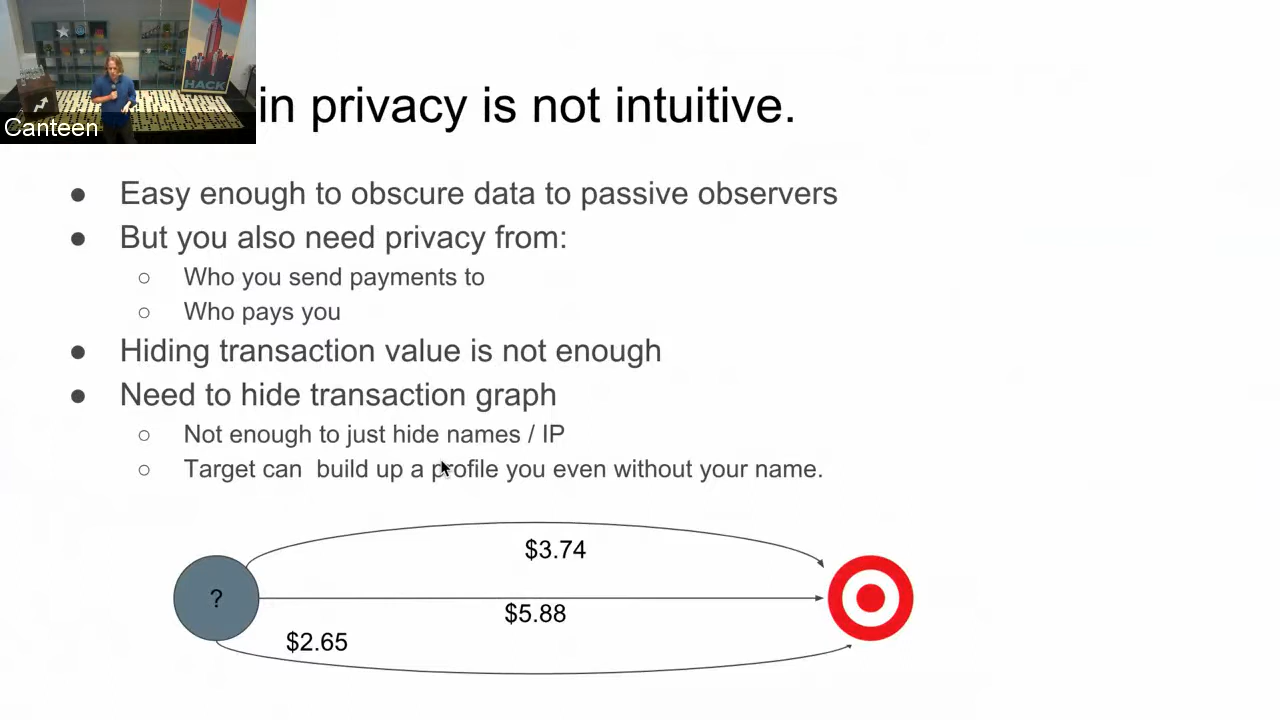 HACK
Canteen
in privacy is not intuitive.
● Easy enough to obscure data to passive observers
● But you also need privacy from:
○ Who you send payments to
○ Who pays you
● Hiding transaction value is not enough
● Need to hide transaction graph
○ Not enough to just hide names / IP
○ Target can build up a profile you even without your name.
$3.74
?
$5.88
$2.65